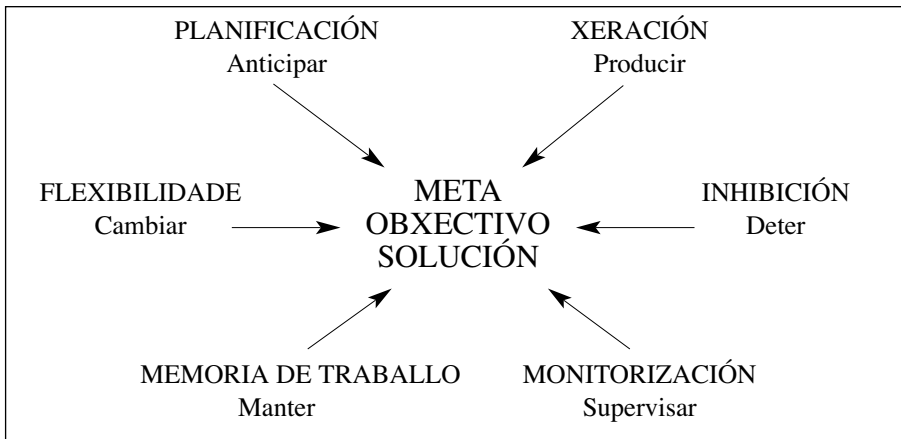 PLANIFICACIÓN
Anticipar
XERACIÓN
Producir
FLEXIBILIDADE
Cambiar
META
OBXECTIVO
SOLUCIÓN
INHIBICIÓN
Deter
MEMORIA DE TRABALLO
Manter
MONITORIZACIÓN
Supervisar